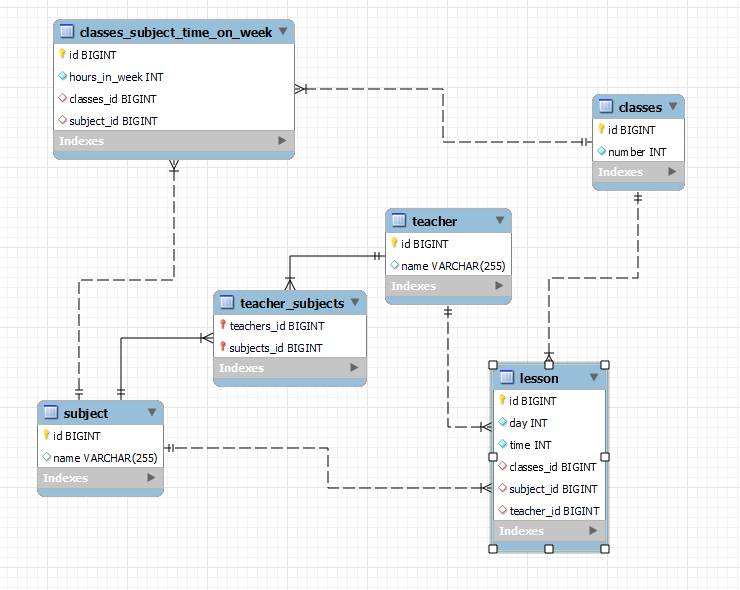 classes_subject_time_on_week
id BIGINT
hours_in_week INT
classes_id BIGINT
subject_id BIGINT
Indexes
classes
id BIGINT
number INT
Indexes
teacher
id BIGINT
name VARCHAR(255)
Indexes
teacher_subjects
teachers_id BIGINT
subjects_id BIGINT
Indexes
subject
id BIGINT
name VARCHAR(255)
Indexes
lesson
id BIGINT
day INT
time INT
classes_id BIGINT
subject_id BIGINT
teacher_id BIGINT
Indexes